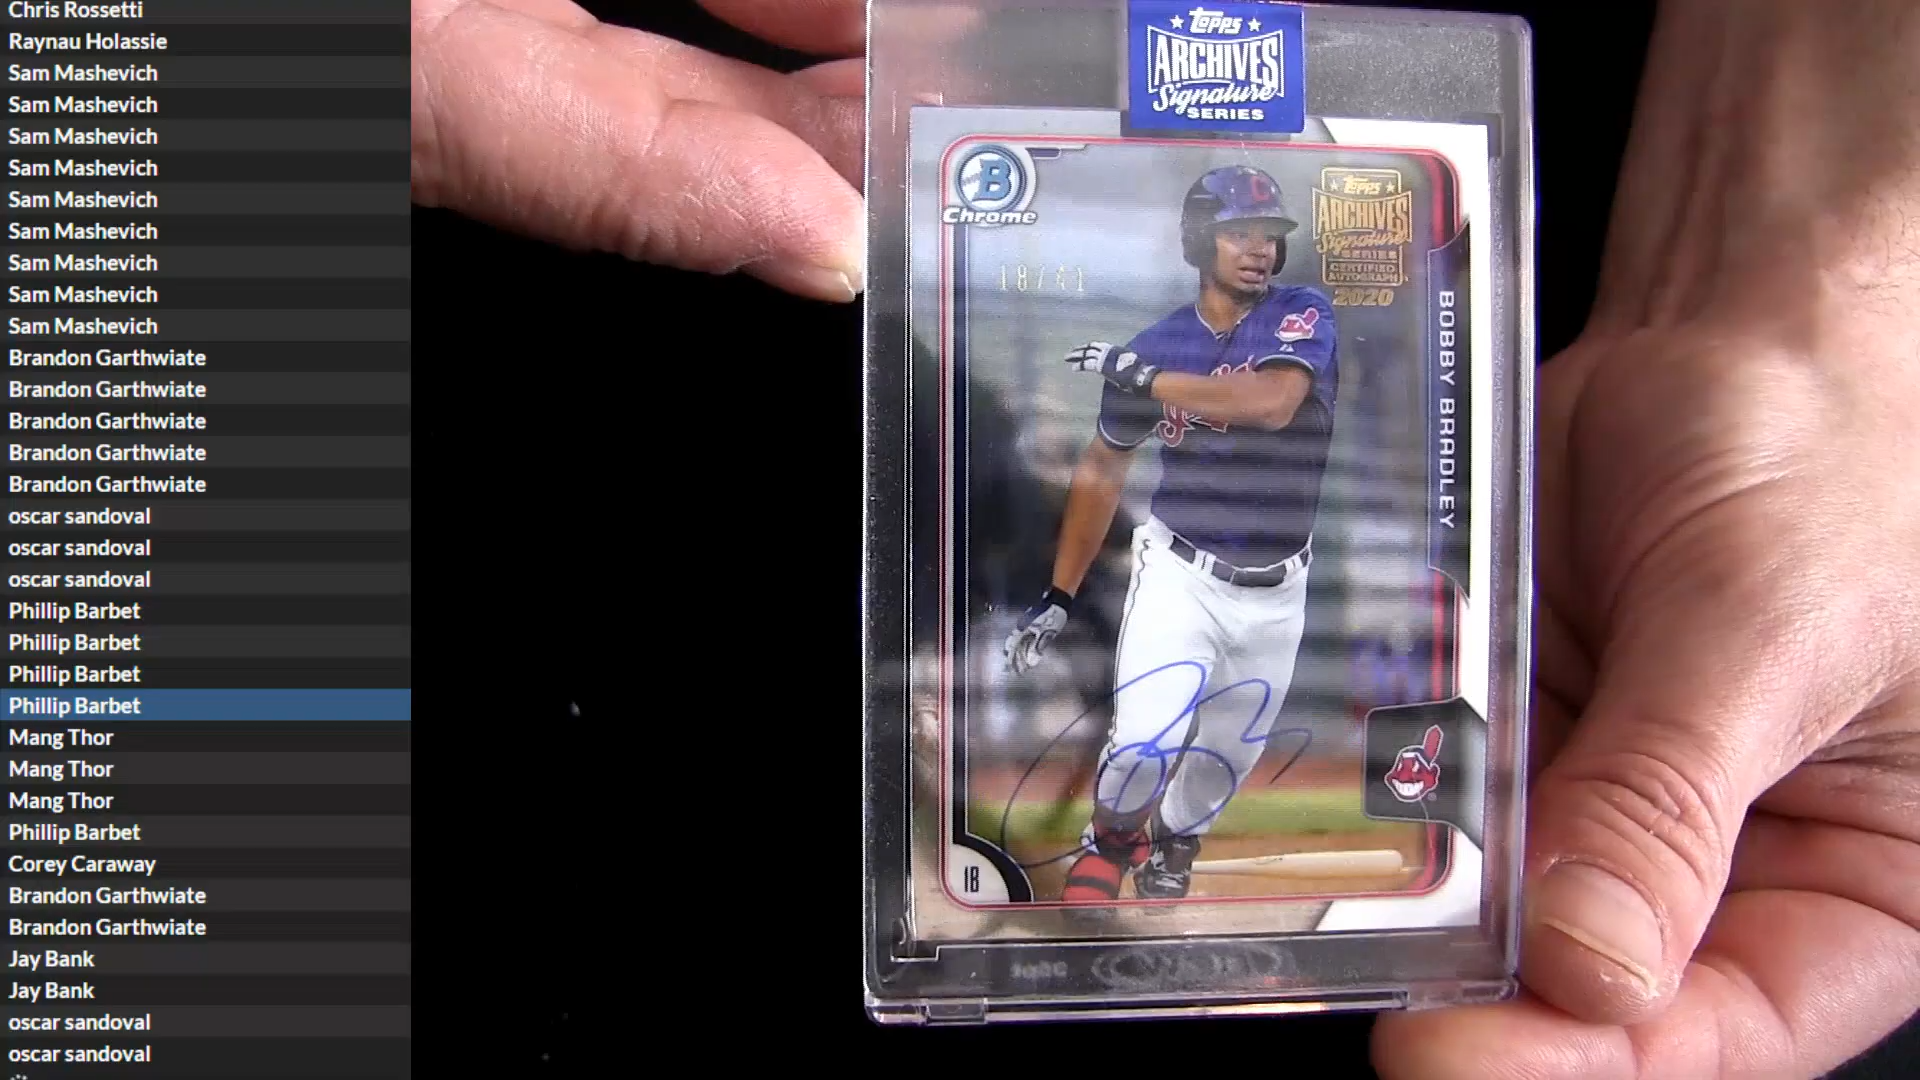 Chris Rossetti
Raynau Holassie
Sam Mashevich
Sam Mashevich
Sam Mashevich
Sam Mashevich
Sam Mashevich
Sam Mashevich
Sam Mashevich
Sam Mashevich
Sam Mashevich
Brandon Garthwiate
Brandon Garthwiate
Brandon Garthwiate
Brandon Garthwiate
Brandon Garthwiate
oscar sandoval
oscar sandoval
oscar sandoval
Phillip Barbet
Phillip Barbet
Phillip Barbet
Phillip Barbet
Mang Thor
Mang Thor
Mang Thor
Phillip Barbet
Corey Caraway
Brandon Garthwiate
Brandon Garthwiate
Jay Bank
Jay Bank
oscar sandoval
oscar sandoval
Topps
ARCHIVES
Signature
SERIES
B
Chrome
18/41
Topps
ARCHIVES
Signature
SERIES
CERTIFIED
AUTOGRAPH
2020
BOBBY BRADLEY
1B